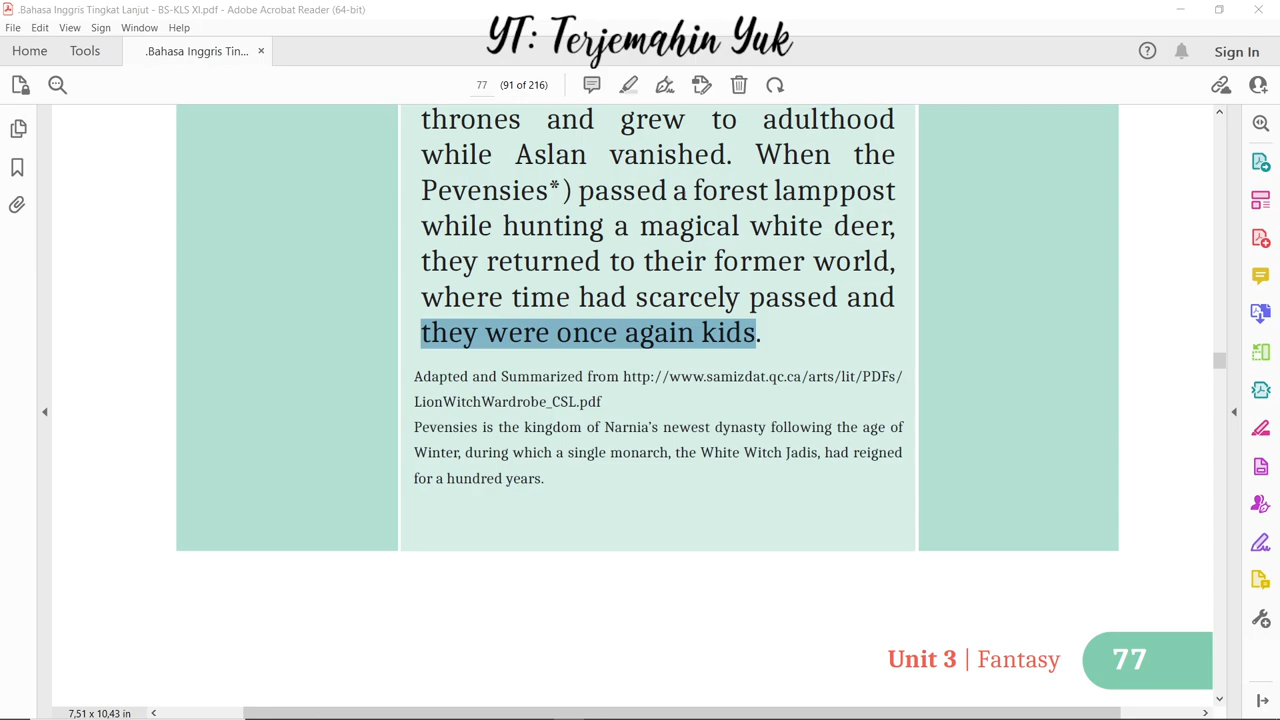 .Bahasa Inggris Tingkat Lanjut - BS-KLS XI.pdf - Adobe Acrobat Reader (64-bit)
File Edit View Sign Window Help
YT: Terjemahin Yuk
Home Tools .Bahasa Inggris Tin... × Sign In
77 (91 of 216)
thrones and grew to adulthood
while Aslan vanished. When the
Pevensies*) passed a forest lamppost
while hunting a magical white deer,
they returned to their former world,
where time had scarcely passed and
they were once again kids.
Adapted and Summarized from http://www.samizdat.qc.ca/arts/lit/PDFs/
LionWitchWardrobe_CSL.pdf
Pevensies is the kingdom of Narnia's newest dynasty following the age of
Winter, during which a single monarch, the White Witch Jadis, had reigned
for a hundred years.
Unit 3 | Fantasy 77
7,51 x 10,43 in